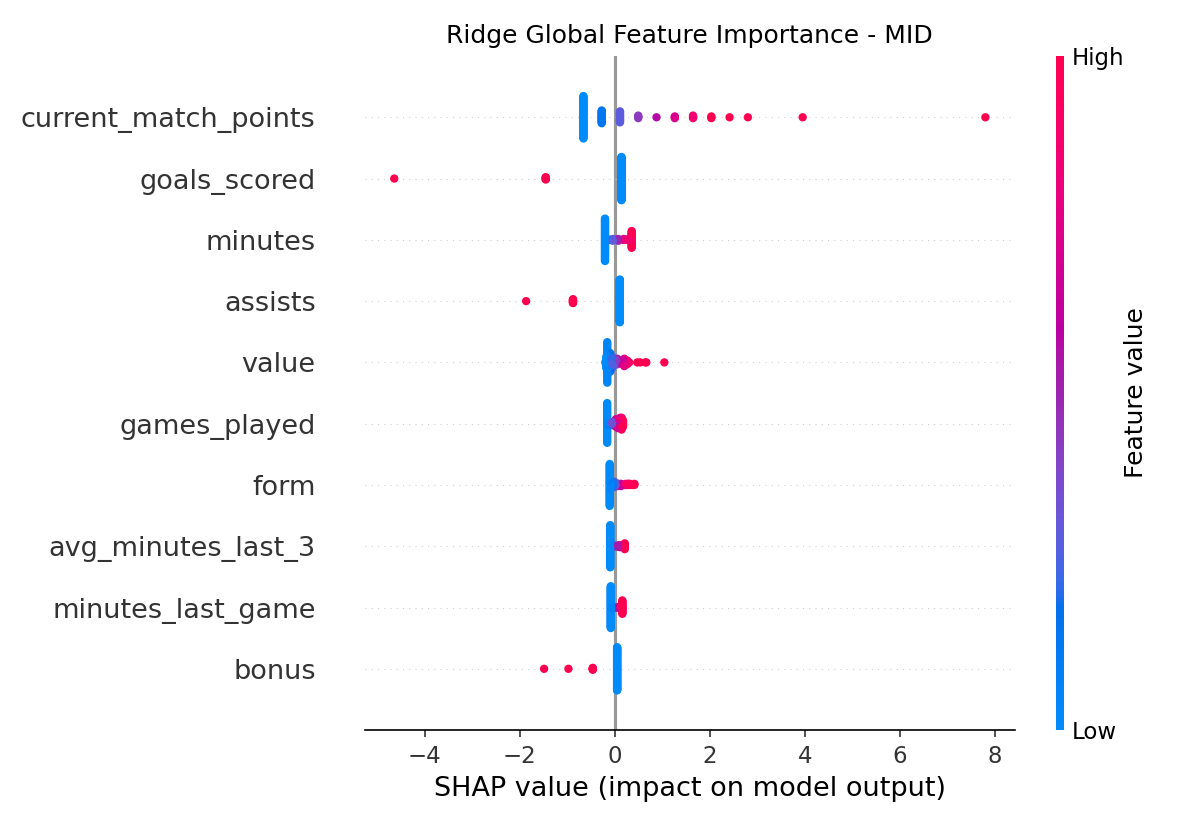 Ridge Global Feature Importance - MID
High
current_match_points
goals_scored
minutes
assists
value
games_played
form
avg_minutes_last_3
minutes_last_game
bonus
Feature value
Low
−4 −2 0 2 4 6 8
SHAP value (impact on model output)